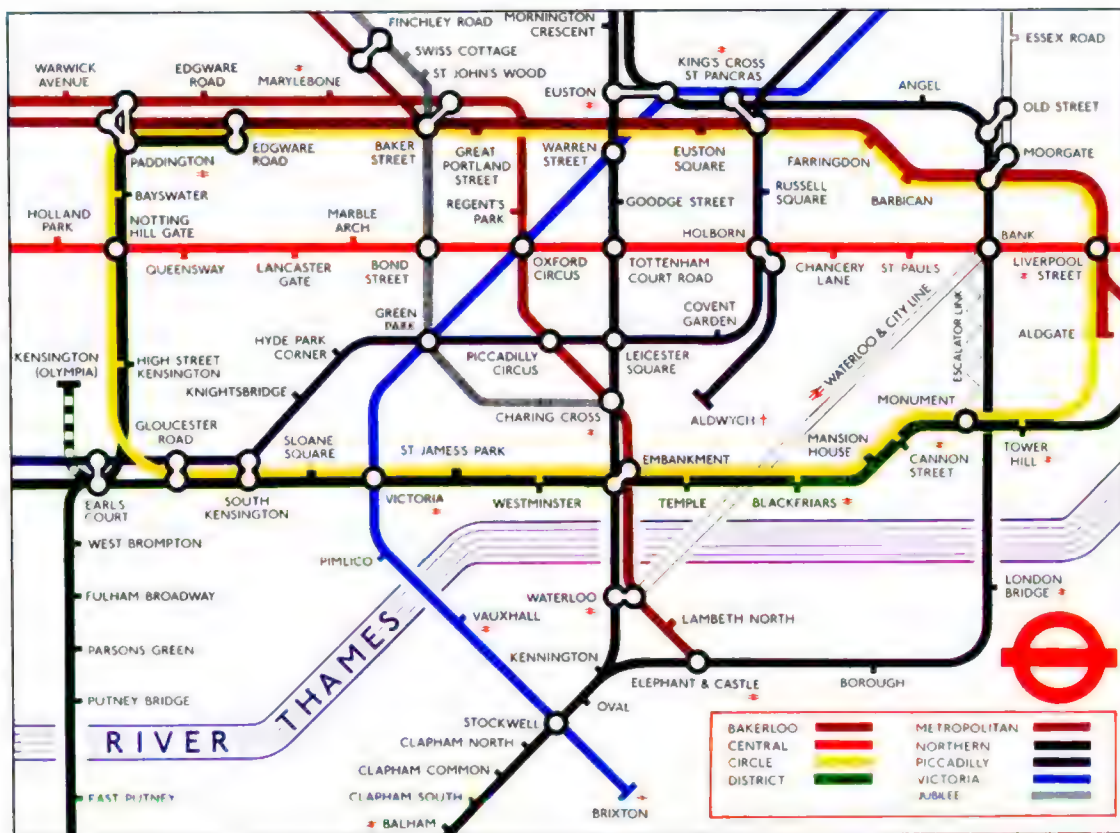 FINCHLEY ROAD
MORNINGTON
CRESCENT
SWISS COTTAGE
ESSEX ROAD
WARWICK
AVENUE
EDGWARE
ROAD
MARYLEBONE
ST JOHN'S WOOD
KING'S CROSS
ST PANCRAS
EUSTON
ANGEL
OLD STREET
PADDINGTON
EDGWARE
ROAD
BAKER
STREET
GREAT
PORTLAND
STREET
WARREN
STREET
EUSTON
SQUARE
FARRINGDON
MOORGATE
BARBICAN
BAYSWATER
HOLLAND
PARK
NOTTING
HILL GATE
MARBLE
ARCH
REGENT'S
PARK
GOODGE STREET
RUSSELL
SQUARE
HOLBORN
BANK
QUEENSWAY
LANCASTER
GATE
BOND
STREET
OXFORD
CIRCUS
TOTTENHAM
COURT ROAD
CHANCERY
LANE
ST PAULS
LIVERPOOL
STREET
GREEN
PARK
COVENT
GARDEN
WATERLOO & CITY LINE
ESCALATOR LINK
ALDGATE
KENSINGTON
(OLYMPIA)
HIGH STREET
KENSINGTON
HYDE PARK
CORNER
PICCADILLY
CIRCUS
LEICESTER
SQUARE
KNIGHTSBRIDGE
CHARING CROSS
ALDWYCH †
MONUMENT
GLOUCESTER
ROAD
SLOANE
SQUARE
ST JAMES'S PARK
EMBANKMENT
MANSION
HOUSE
CANNON
STREET
TOWER
HILL
EARLS
COURT
SOUTH
KENSINGTON
VICTORIA
WESTMINSTER
TEMPLE
BLACKFRIARS
WEST BROMPTON
PIMLICO
FULHAM BROADWAY
VAUXHALL
WATERLOO
LAMBETH NORTH
LONDON
BRIDGE
PARSONS GREEN
KENNINGTON
ELEPHANT & CASTLE
BOROUGH
PUTNEY BRIDGE
OVAL
RIVER THAMES
STOCKWELL
CLAPHAM NORTH
CLAPHAM COMMON
EAST PUTNEY
CLAPHAM SOUTH
BALHAM
BRIXTON
BAKERLOO
CENTRAL
CIRCLE
DISTRICT
METROPOLITAN
NORTHERN
PICCADILLY
VICTORIA
JUBILEE